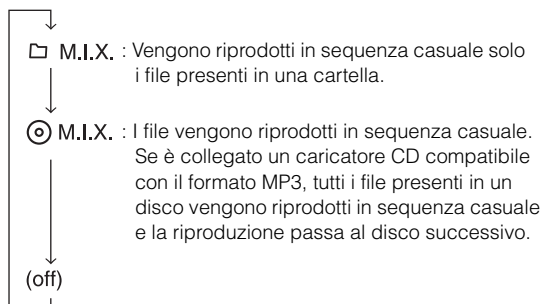 M.I.X. : Vengono riprodotti in sequenza casuale solo
i file presenti in una cartella.
M.I.X. : I file vengono riprodotti in sequenza casuale.
Se è collegato un caricatore CD compatibile
con il formato MP3, tutti i file presenti in un
disco vengono riprodotti in sequenza casuale
e la riproduzione passa al disco successivo.
(off)